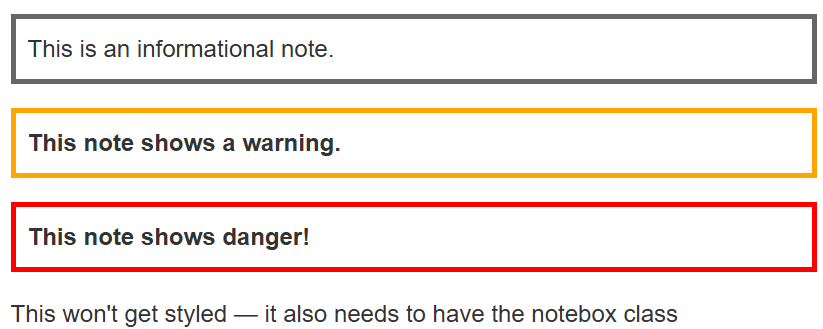 This is an informational note.
This note shows a warning.
This note shows danger!
This won't get styled — it also needs to have the notebox class